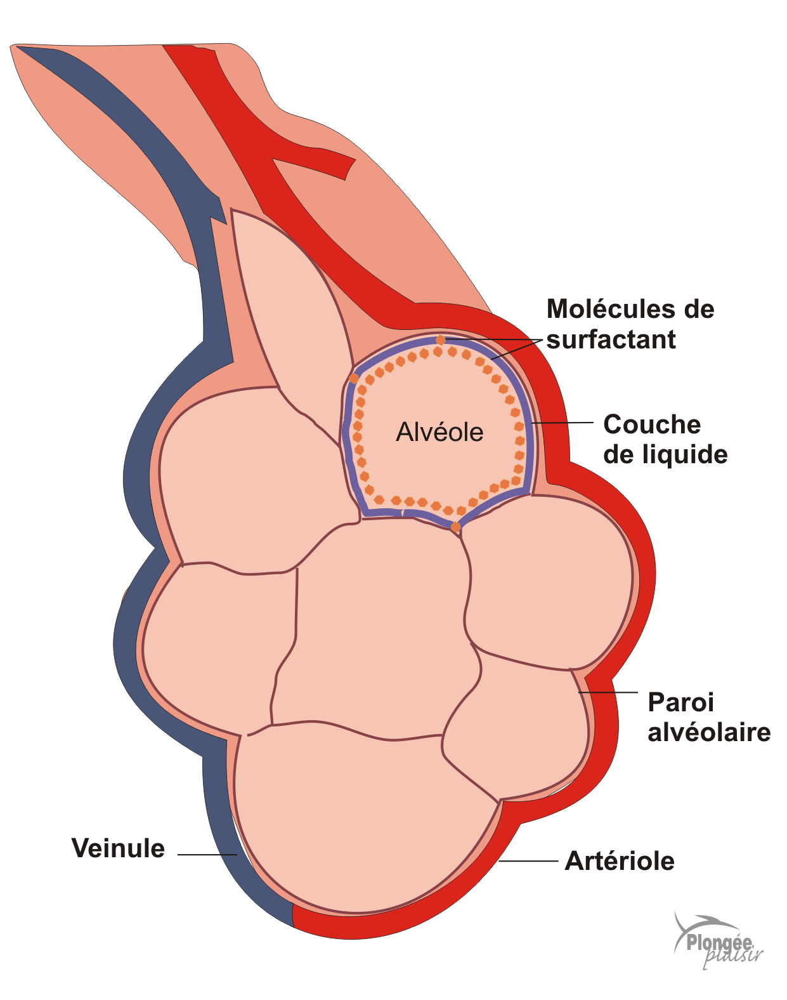 Molécules de
surfactant
Alvéole
Couche
de liquide
Paroi
alvéolaire
Veinule
Artériole
Plongée
plaisir